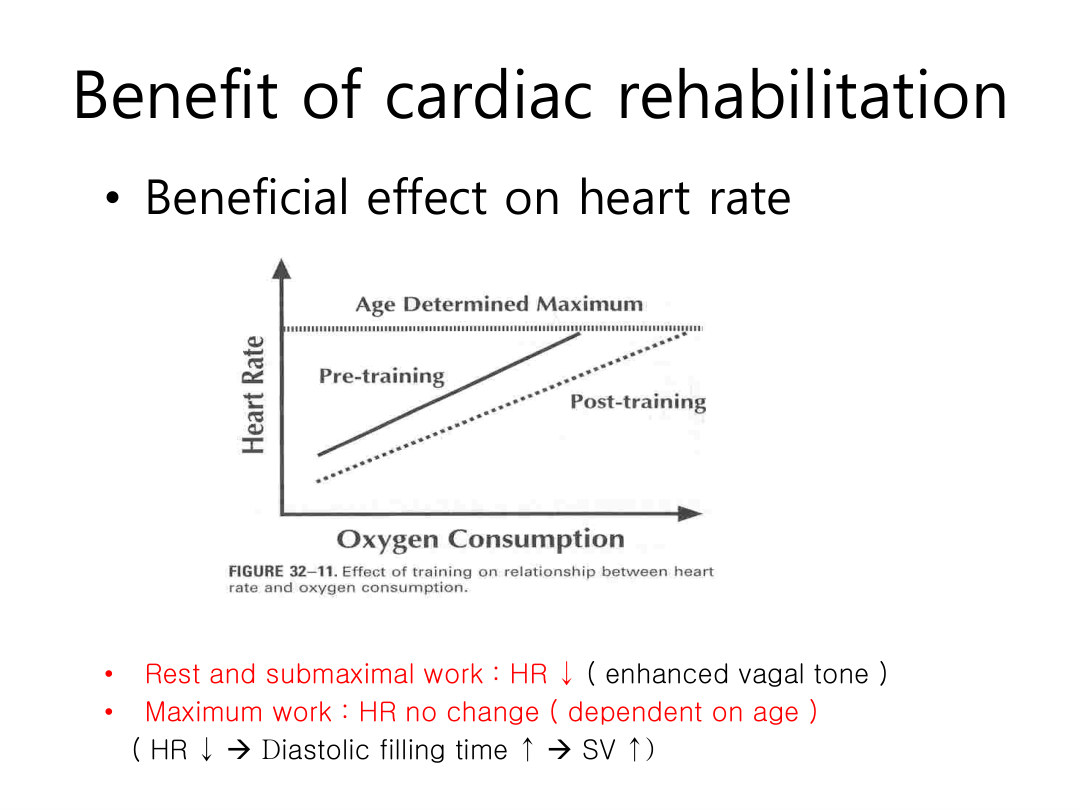 Benefit of cardiac rehabilitation
• Beneficial effect on heart rate
Age Determined Maximum
Heart Rate
Pre-training
Post-training
Oxygen Consumption
FIGURE 32–11. Effect of training on relationship between heart
rate and oxygen consumption.
• Rest and submaximal work : HR ↓ ( enhanced vagal tone )
• Maximum work : HR no change ( dependent on age )
( HR ↓ → Diastolic filling time ↑ → SV ↑)